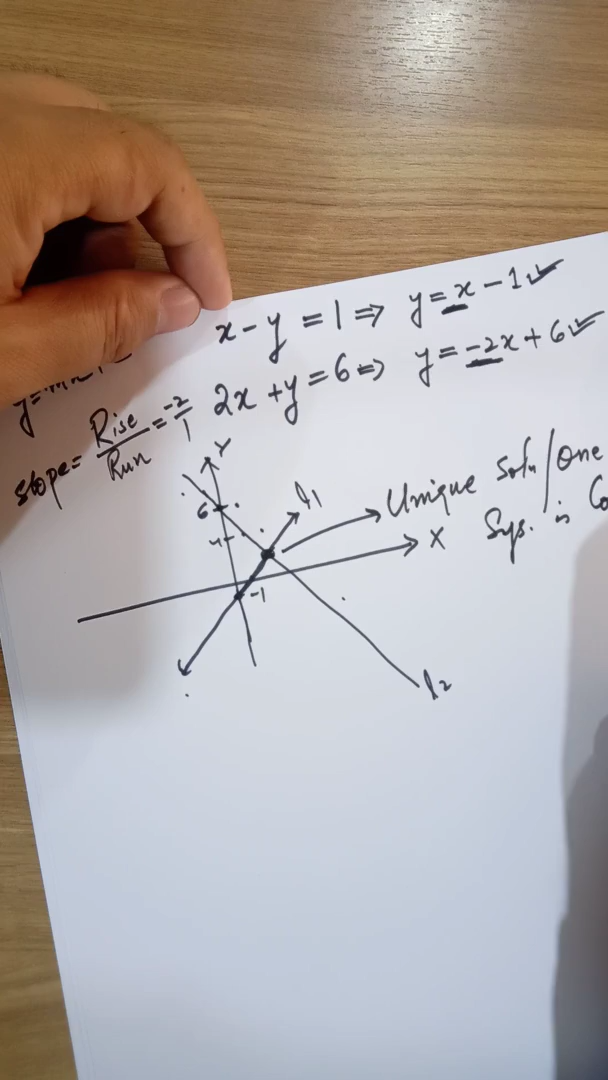 x - y = 1 ⇒ y = x - 1 ✓
2x + y = 6 ⇒ y = -2x + 6 ✓
slope = Rise/Run = -2/1
Y
6
4
l1
Unique soln/One
X
Sys. is
-1
l2